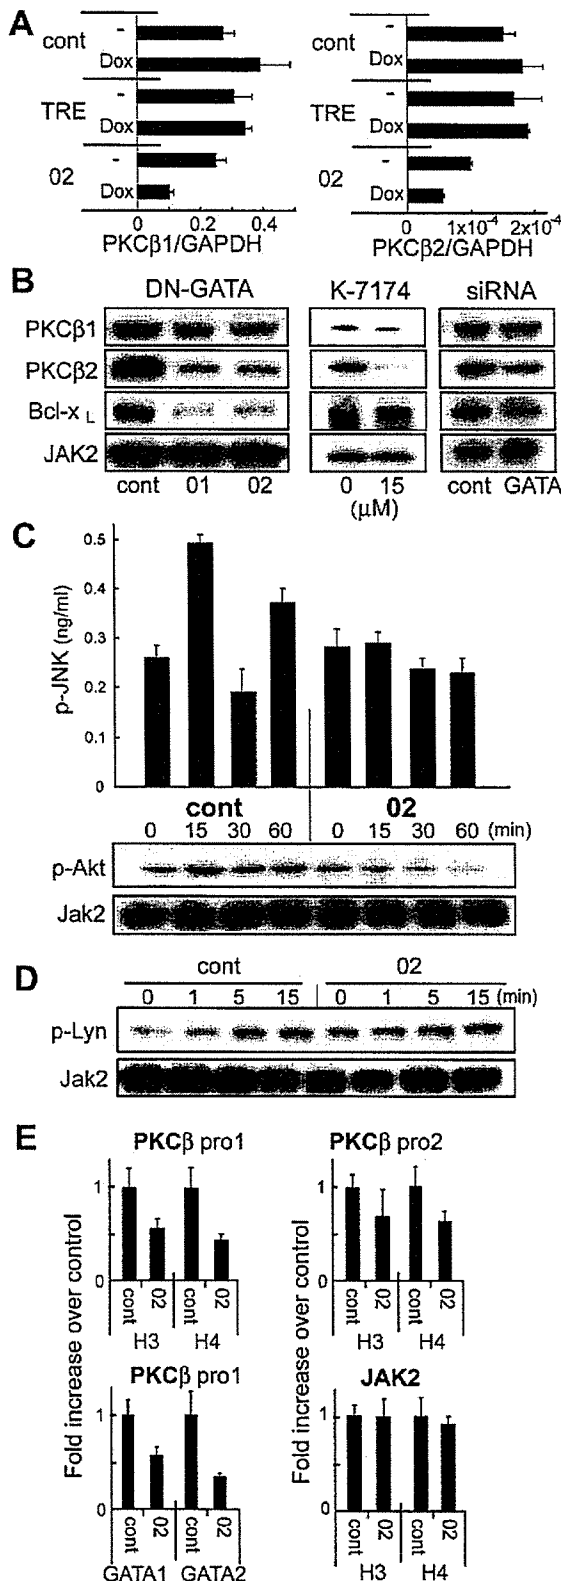 A
cont
-
Dox
TRE
-
Dox
02
-
Dox
0 0.2 0.4
PKCβ1/GAPDH
cont
-
Dox
TRE
-
Dox
02
-
Dox
0 1x10⁻⁴ 2x10⁻⁴
PKCβ2/GAPDH
B
DN-GATA K-7174 siRNA
PKCβ1
PKCβ2
Bcl-x L
JAK2
cont 01 02 0 15 cont GATA
(μM)
C
p-JNK (ng/ml)
0.5
0.3
0.2
0.1
0
cont 02
0 15 30 60 0 15 30 60 (min)
p-Akt
Jak2
D
cont 02
0 1 5 15 0 1 5 15 (min)
p-Lyn
Jak2
E
Fold increase over control
PKCβ pro1
1
0
cont 02 cont 02
H3 H4
PKCβ pro1
1
0
cont 02 cont 02
GATA1 GATA2
Fold increase over control
PKCβ pro2
1
0
cont 02 cont 02
H3 H4
JAK2
1
0
cont 02 cont 02
H3 H4